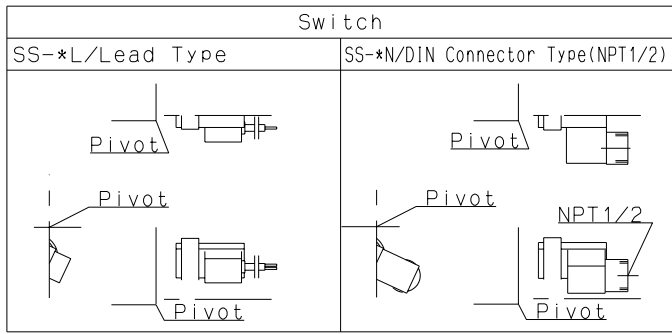 Switch
SS-*L/Lead Type
SS-*N/DIN Connector Type(NPT1/2)
Pivot
Pivot
Pivot
Pivot
NPT1/2
Pivot
Pivot